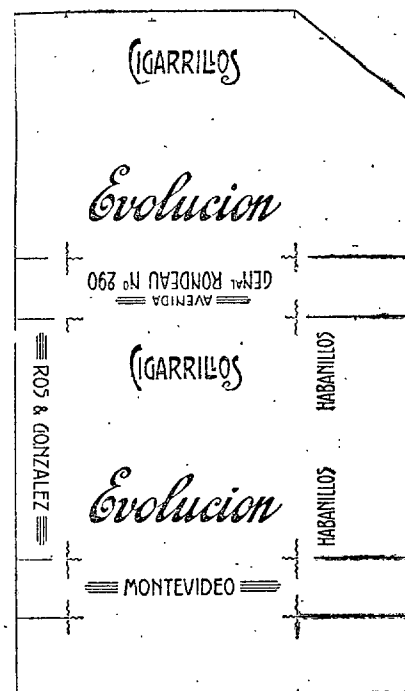 CIGARRILLOS
Evolucion
AVENIDA
GENAL RONDEAU Nº 290
CIGARRILLOS
ROS & GONZALEZ
HABANILLOS
Evolucion
HABANILLOS
MONTEVIDEO